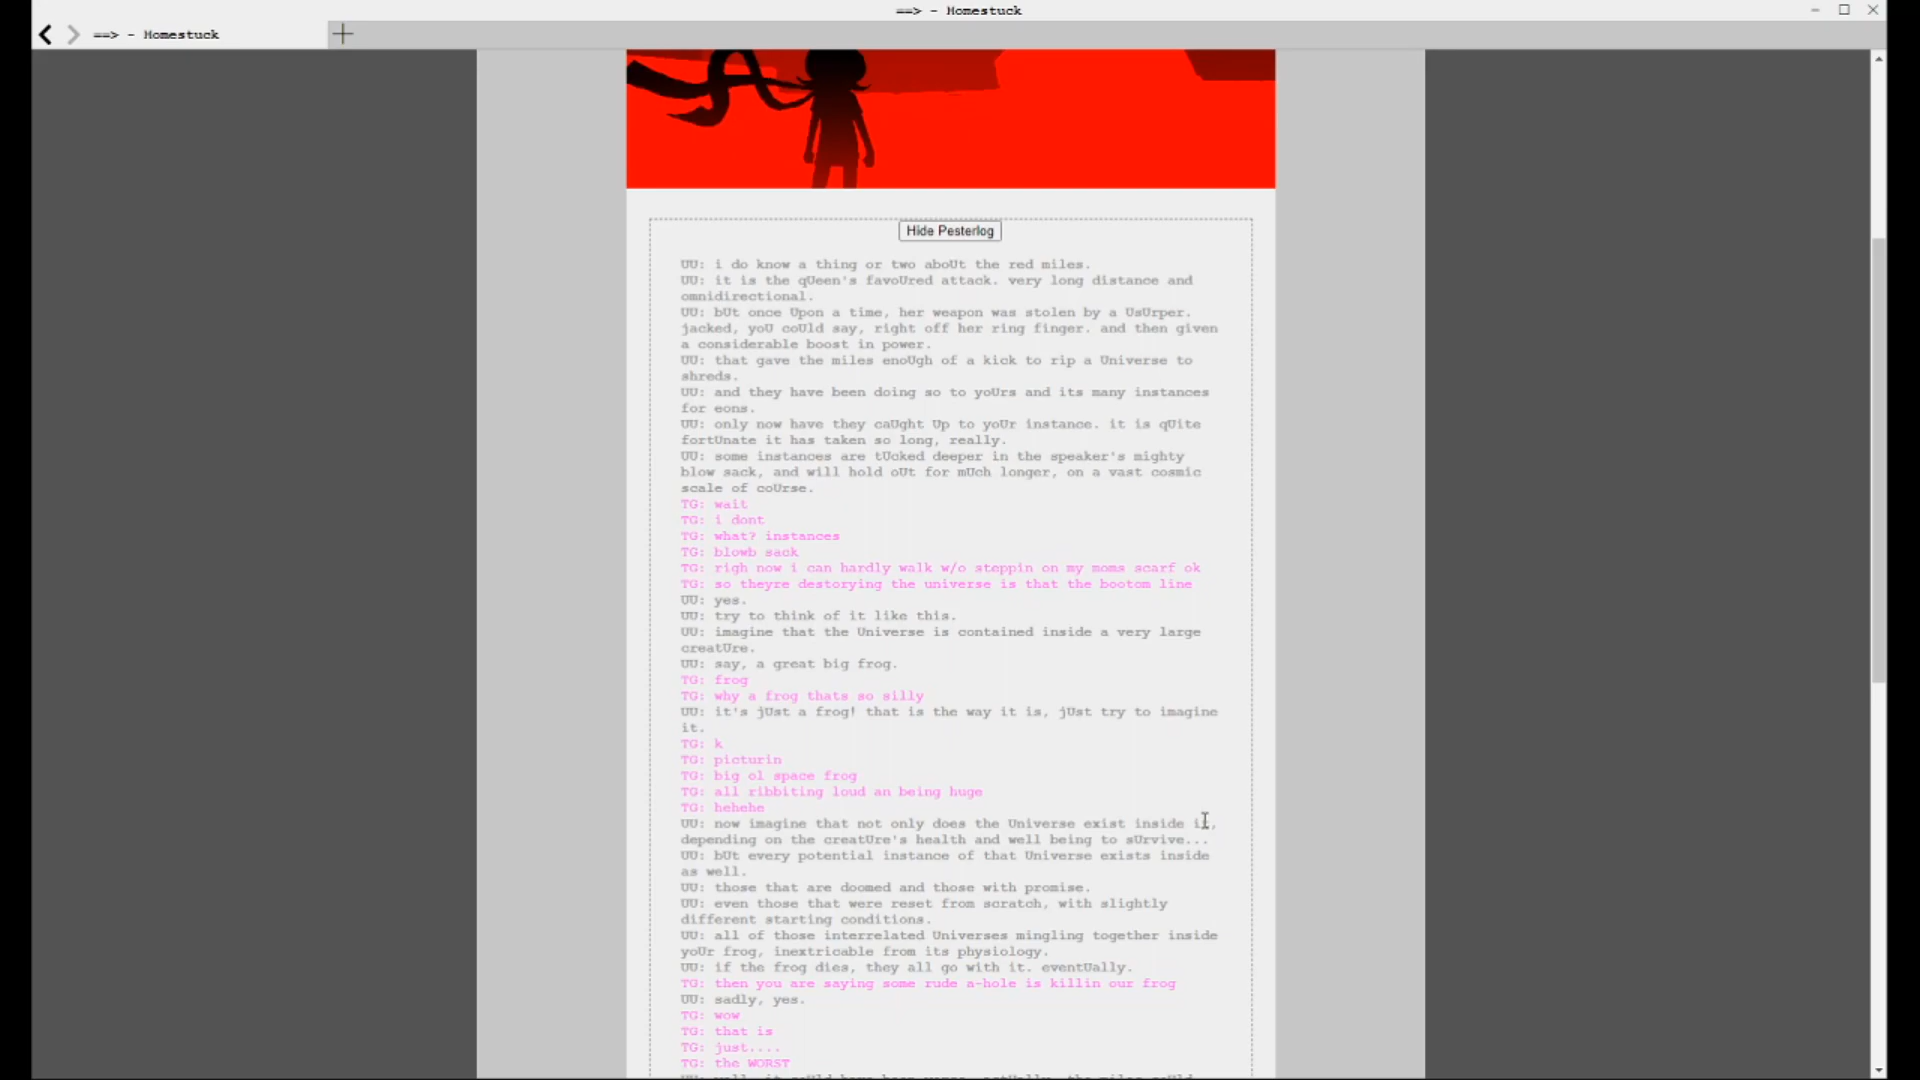 ==> - Homestuck
==> - Homestuck
Hide Pesterlog
UU: i do know a thing or two aboUt the red miles.
UU: it is the qUeen's favoUred attack. very long distance and
omnidirectional.
UU: bUt once Upon a time, her weapon was stolen by a UsUrper.
jacked, yoU coUld say, right off her ring finger. and then given
a considerable boost in power.
UU: that gave the miles enoUgh of a kick to rip a Universe to
shreds.
UU: and they have been doing so to yoUrs and its many instances
for eons.
UU: only now have they caUght Up to yoUr instance. it is qUite
fortUnate it has taken so long, really.
UU: some instances are tUcked deeper in the speaker's mighty
blow sack, and will hold oUt for mUch longer, on a vast cosmic
scale of coUrse.
TG: wait
TG: i dont
TG: what? instances
TG: blowb sack
TG: righ now i can hardly walk w/o steppin on my moms scarf ok
TG: so theyre destorying the universe is that the bootom line
UU: yes.
UU: try to think of it like this.
UU: imagine that the Universe is contained inside a very large
creatUre.
UU: say, a great big frog.
TG: frog
TG: why a frog thats so silly
UU: it's jUst a frog! that is the way it is, jUst try to imagine
it.
TG: k
TG: picturin
TG: big ol space frog
TG: all ribbiting loud an being huge
TG: hehehe
UU: now imagine that not only does the Universe exist inside it,
depending on the creatUre's health and well being to sUrvive...
UU: bUt every potential instance of that Universe exists inside
as well.
UU: those that are doomed and those with promise.
UU: even those that were reset from scratch, with slightly
different starting conditions.
UU: all of those interrelated Universes mingling together inside
yoUr frog, inextricable from its physiology.
UU: if the frog dies, they all go with it. eventUally.
TG: then you are saying some rude a-hole is killin our frog
UU: sadly, yes.
TG: wow
TG: that is
TG: just....
TG: the WORST